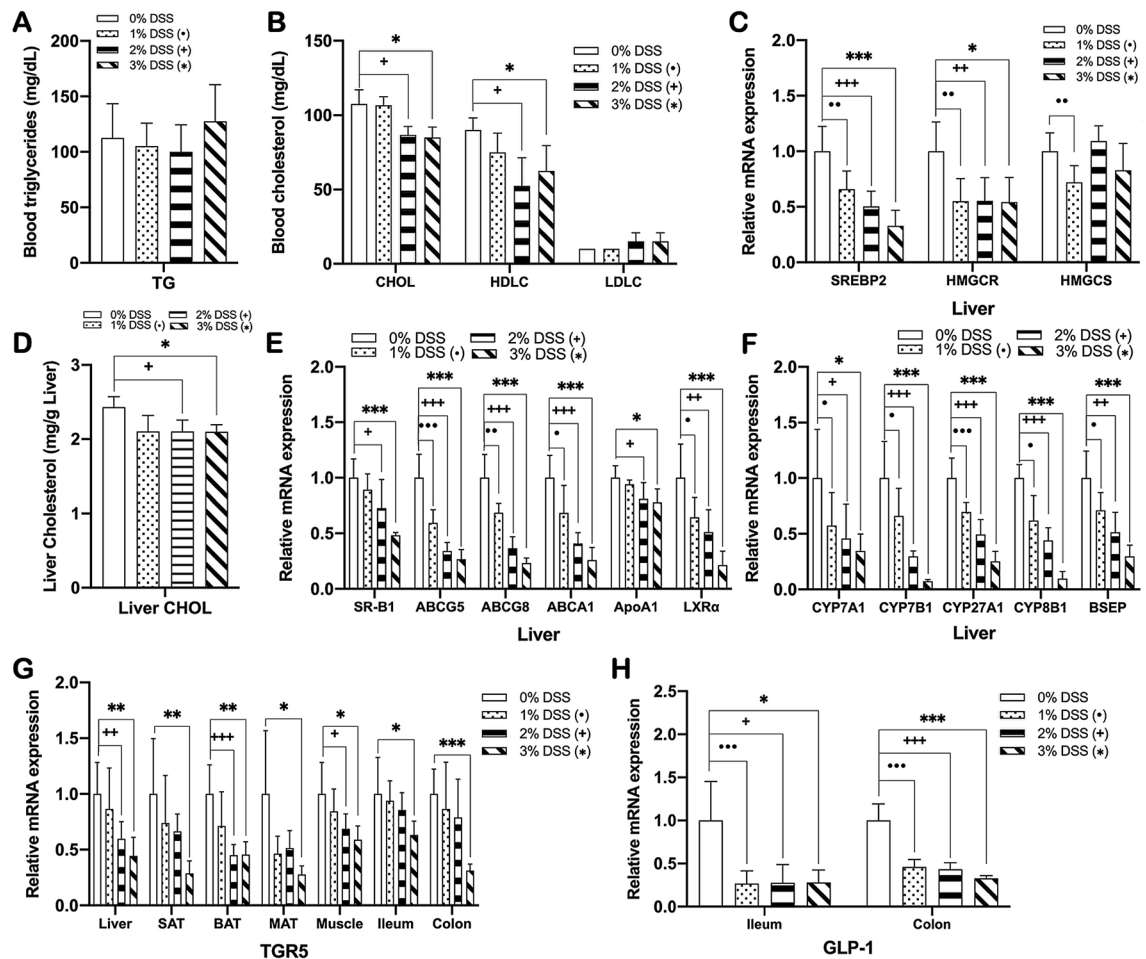 A
0% DSS
1% DSS (•)
2% DSS (+)
3% DSS (*)
Blood triglycerides (mg/dL)
200
150
100
50
0
TG
B
0% DSS
1% DSS (•)
2% DSS (+)
3% DSS (*)
Blood cholesterol (mg/dL)
150
100
50
0
* + * +
CHOL HDLC LDLC
C
0% DSS
1% DSS (•)
2% DSS (+)
3% DSS (*)
Relative mRNA expression
2.0
1.5
1.0
0.5
0.0
*** +++ •• * ++ •• ••
SREBP2 HMGCR HMGCS
Liver
D
0% DSS 2% DSS (+)
1% DSS (•) 3% DSS (*)
Liver Cholesterol (mg/g Liver)
3
2
1
0
* +
Liver CHOL
E
0% DSS 2% DSS (+)
1% DSS (•) 3% DSS (*)
Relative mRNA expression
2.0
1.5
1.0
0.5
0.0
*** + *** +++ ••• *** +++ •• *** +++ • * + *** ++ •
SR-B1 ABCG5 ABCG8 ABCA1 ApoA1 LXRα
Liver
F
0% DSS 2% DSS (+)
1% DSS (•) 3% DSS (*)
Relative mRNA expression
2.0
1.5
1.0
0.5
0.0
* + • *** +++ • *** +++ ••• *** +++ • *** ++ •
CYP7A1 CYP7B1 CYP27A1 CYP8B1 BSEP
Liver
G
0% DSS
1% DSS (•)
2% DSS (+)
3% DSS (*)
Relative mRNA expression
2.0
1.5
1.0
0.5
0.0
** ++ ** ** +++ * * + * ***
Liver SAT BAT MAT Muscle Ileum Colon
TGR5
H
0% DSS
1% DSS (•)
2% DSS (+)
3% DSS (*)
Relative mRNA expression
2.5
2.0
1.5
1.0
0.5
0.0
* + ••• *** +++ •••
Ileum Colon
GLP-1